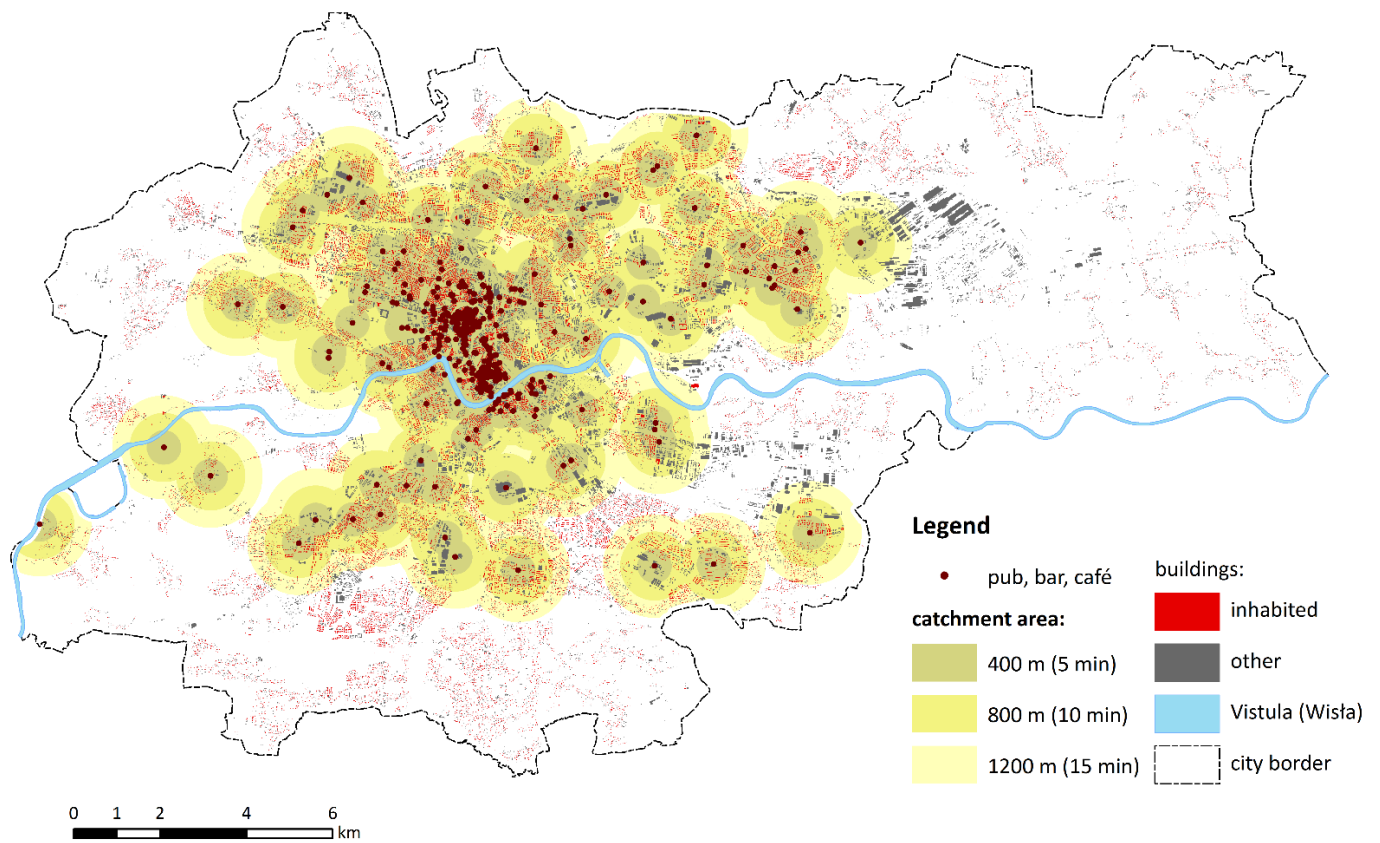 Legend
pub, bar, café
catchment area:
400 m (5 min)
800 m (10 min)
1200 m (15 min)
buildings:
inhabited
other
Vistula (Wisła)
city border
0 1 2 4 6
km